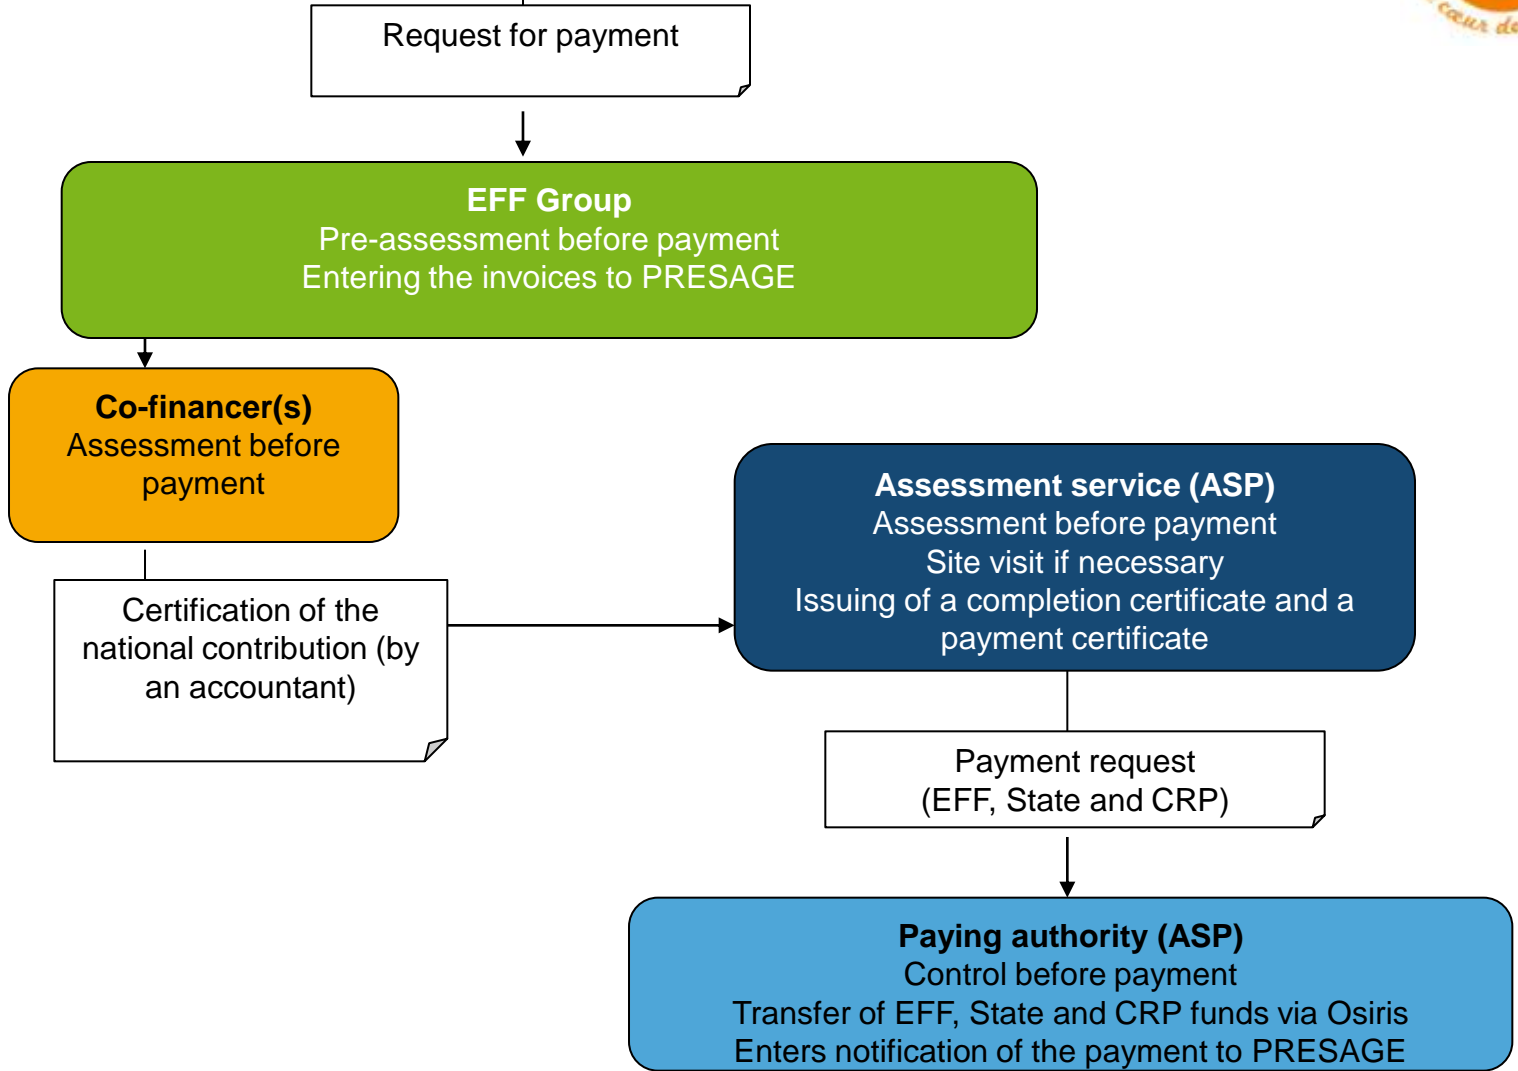 cœur de
Request for payment
EFF Group
Pre-assessment before payment
Entering the invoices to PRESAGE
Co-financer(s)
Assessment before
payment
Assessment service (ASP)
Assessment before payment
Site visit if necessary
Issuing of a completion certificate and a
payment certificate
Certification of the
national contribution (by
an accountant)
Payment request
(EFF, State and CRP)
Paying authority (ASP)
Control before payment
Transfer of EFF, State and CRP funds via Osiris
Enters notification of the payment to PRESAGE